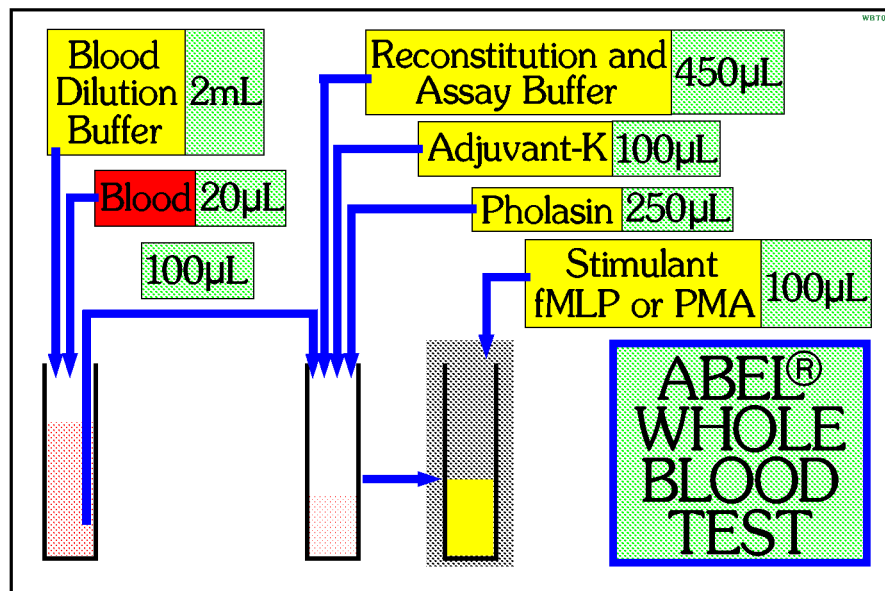 WBT0
Blood
Dilution
Buffer
2mL
Reconstitution and
Assay Buffer
450µL
Adjuvant-K
100µL
Blood
20µL
Pholasin
250µL
100µL
Stimulant
fMLP or PMA
100µL
ABEL®
WHOLE
BLOOD
TEST